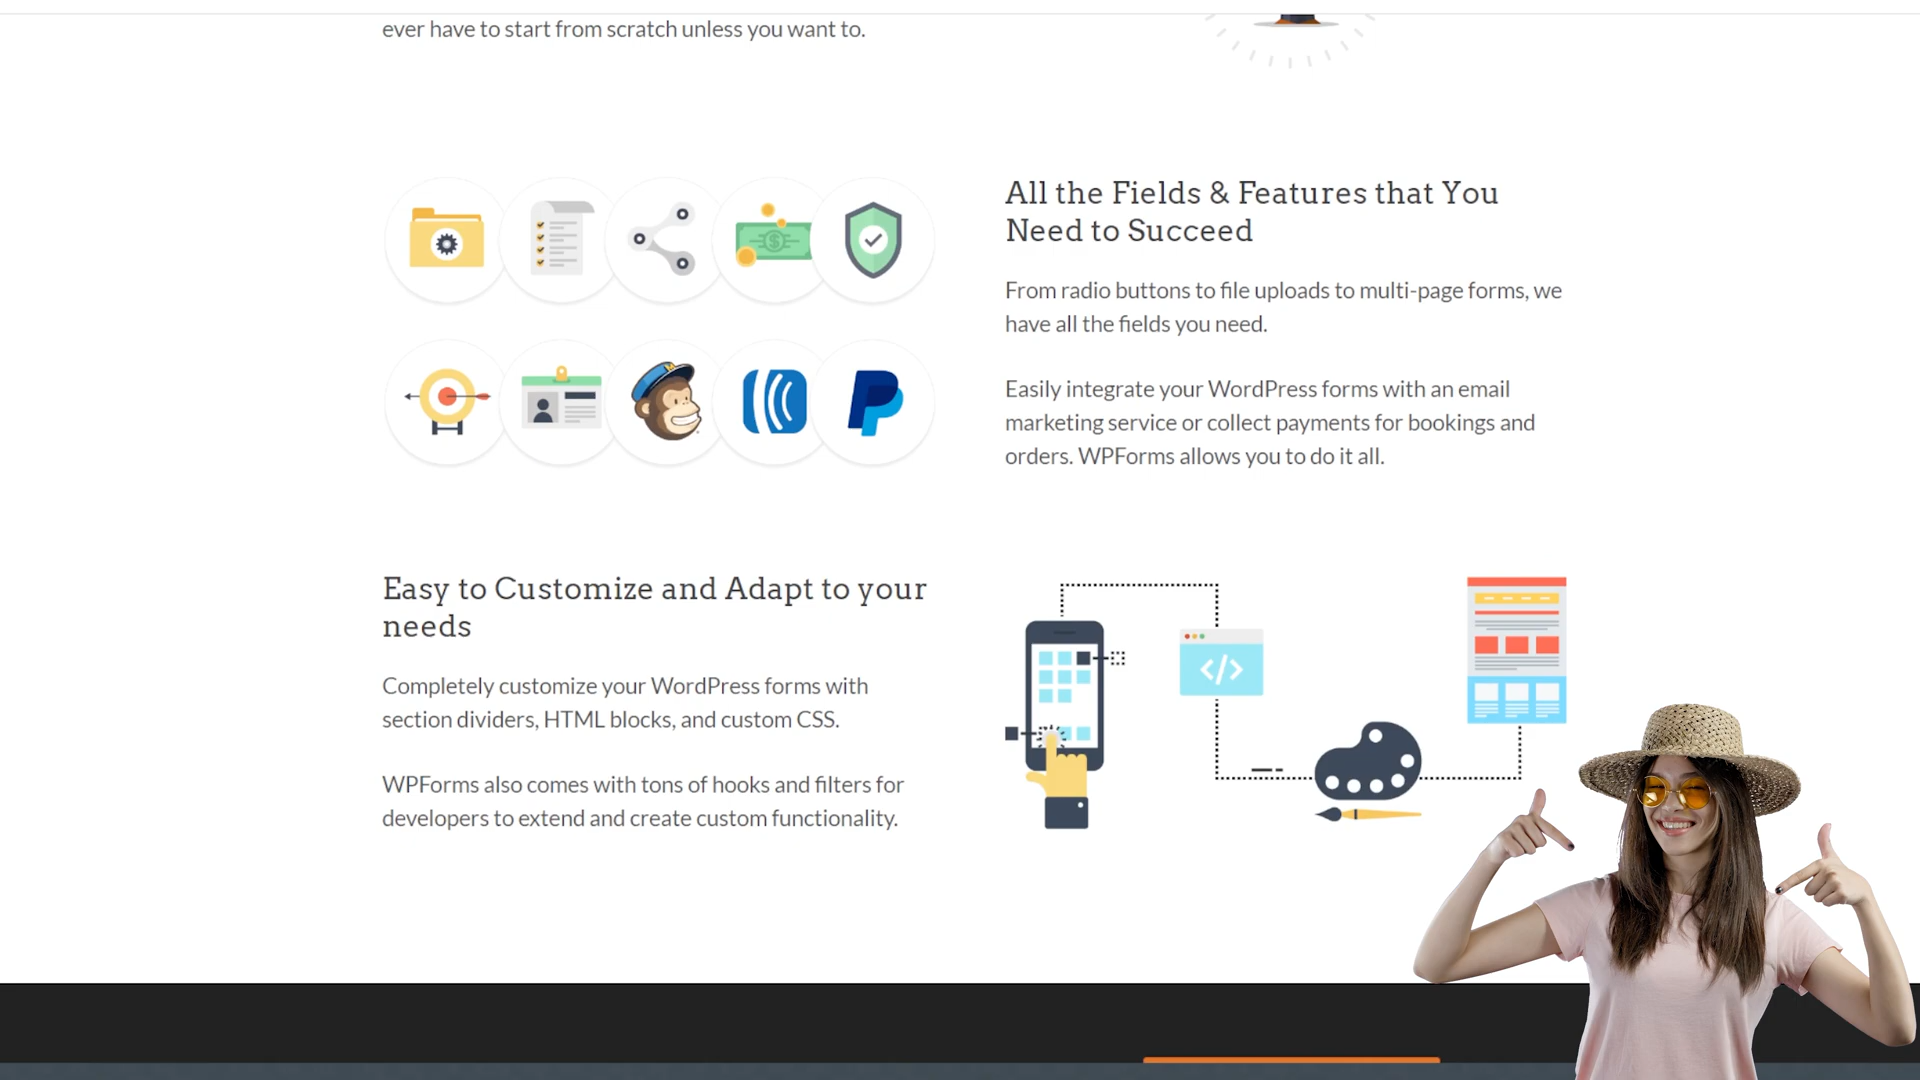 ever have to start from scratch unless you want to.
All the Fields & Features that You
Need to Succeed
From radio buttons to file uploads to multi-page forms, we
have all the fields you need.
Easily integrate your WordPress forms with an email
marketing service or collect payments for bookings and
orders. WPForms allows you to do it all.
Easy to Customize and Adapt to your
needs
Completely customize your WordPress forms with
section dividers, HTML blocks, and custom CSS.
WPForms also comes with tons of hooks and filters for
developers to extend and create custom functionality.